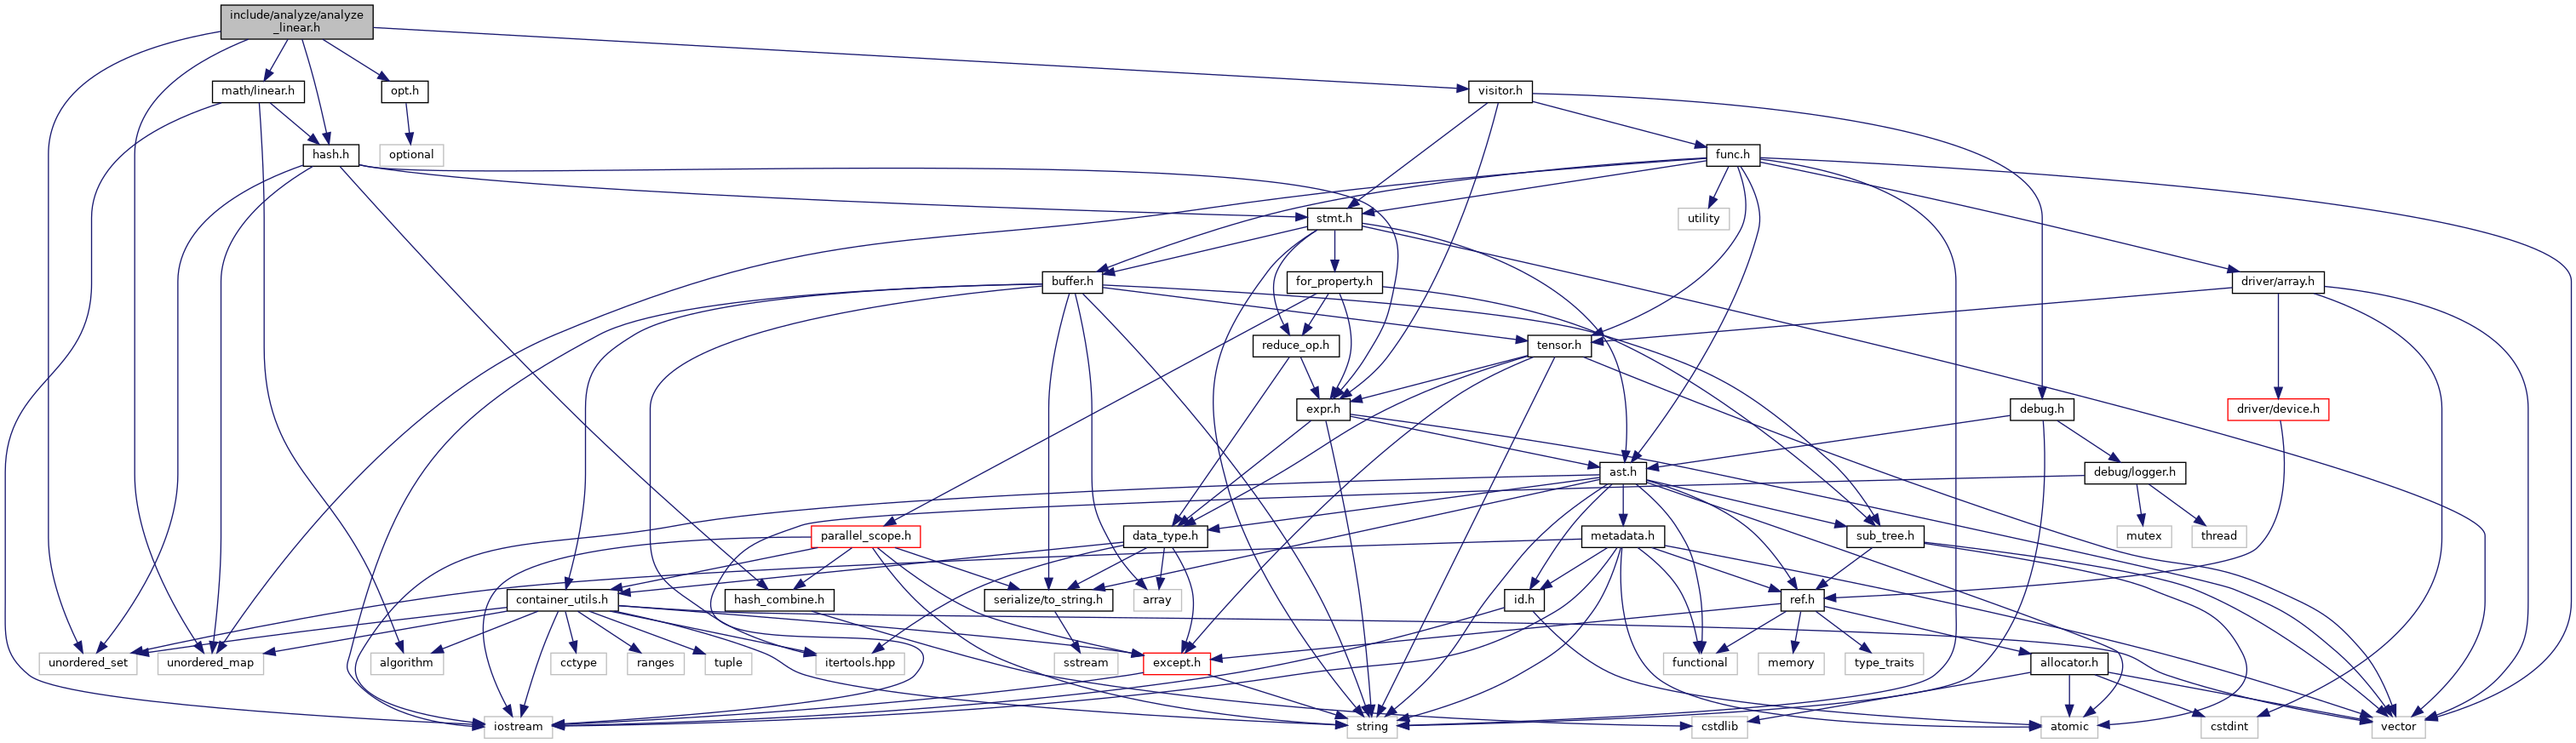 include/analyze/analyze
_linear.h
math/linear.h
opt.h
visitor.h
hash.h
optional
func.h
stmt.h
utility
buffer.h
for_property.h
driver/array.h
reduce_op.h
tensor.h
expr.h
debug.h
driver/device.h
ast.h
debug/logger.h
parallel_scope.h
data_type.h
metadata.h
sub_tree.h
mutex
thread
container_utils.h
hash_combine.h
serialize/to_string.h
array
id.h
ref.h
unordered_set
unordered_map
algorithm
cctype
ranges
tuple
itertools.hpp
sstream
except.h
functional
memory
type_traits
allocator.h
iostream
string
cstdlib
atomic
cstdint
vector